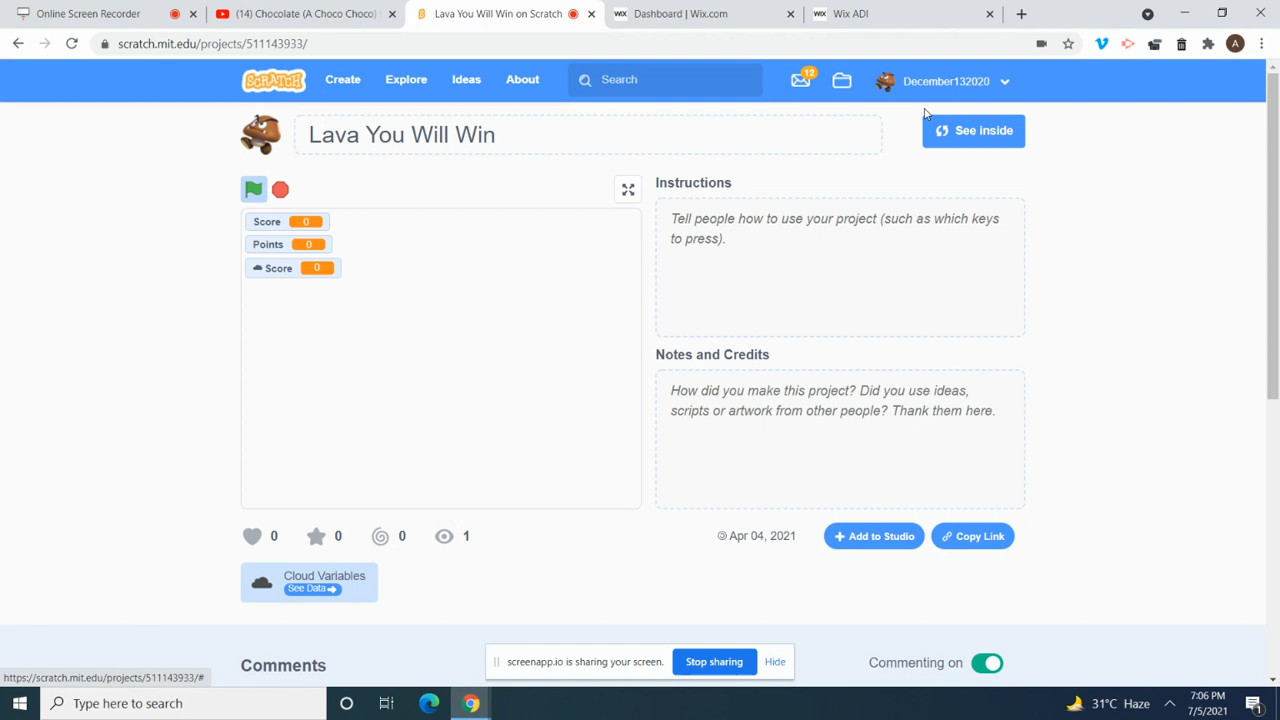 Online Screen Recorder
(14) Chocolate (A Choco Choco)
Lava You Will Win on Scratch
WIX Dashboard | Wix.com
WIX Wix ADI
scratch.mit.edu/projects/511143933/
A
SCRATCH
Create
Explore
Ideas
About
Search
12
December132020
Lava You Will Win
See inside
Score 0
Points 0
Score 0
Instructions
Tell people how to use your project (such as which keys
to press).
Notes and Credits
How did you make this project? Did you use ideas,
scripts or artwork from other people? Thank them here.
0
0
0
1
Apr 04, 2021
Add to Studio
Copy Link
Cloud Variables
See Data
Comments
screenapp.io is sharing your screen.
Stop sharing
Hide
Commenting on
https://scratch.mit.edu/projects/511143933/#
Type here to search
31°C Haze
7:06 PM
7/5/2021
1